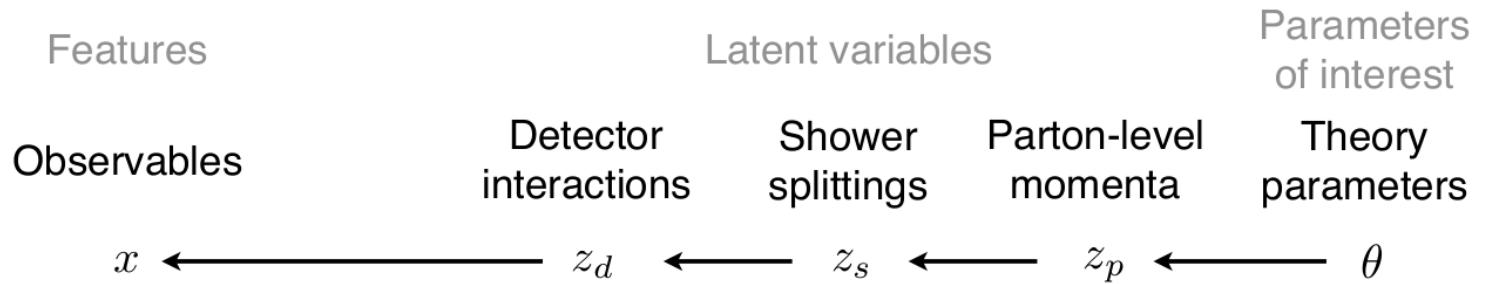 Features
Latent variables
Parameters
of interest
Observables
Detector
interactions
Shower
splittings
Parton-level
momenta
Theory
parameters
x ← z_d ← z_s ← z_p ← θ